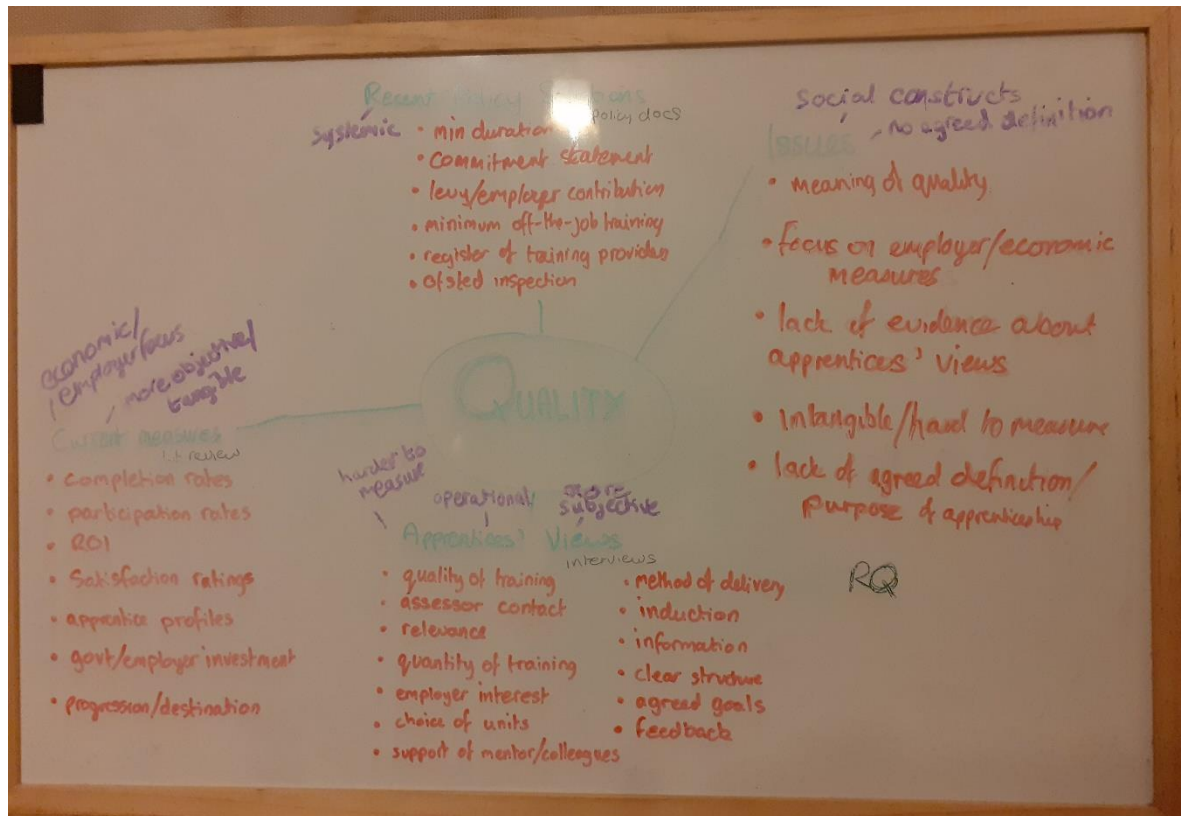 Recent Policy
policy docs
systemic
• min duration
• commitment statement
• levy/employer contribution
• minimum off-the-job training
• register of training providers
• Ofsted inspection
social constructs
no agreed definition
Issues
• meaning of quality
• focus on employer/economic
measures
• lack of evidence about
apprentices' views
• Intangible/hard to measure
• lack of agreed definition/
purpose of apprenticeship
RQ
QUALITY
economic/
employer focus
more objective/
tangible
Current measures
lit review
• completion rates
• participation rates
• ROI
• satisfaction ratings
• apprentice profiles
• govt/employer investment
• progression/destination
harder to
measure
operational
more
subjective
Apprentices' Views
interviews
• quality of training
• assessor contact
• relevance
• quantity of training
• employer interest
• choice of units
• support of mentor/colleagues
• method of delivery
• induction
• information
• clear structure
• agreed goals
• feedback